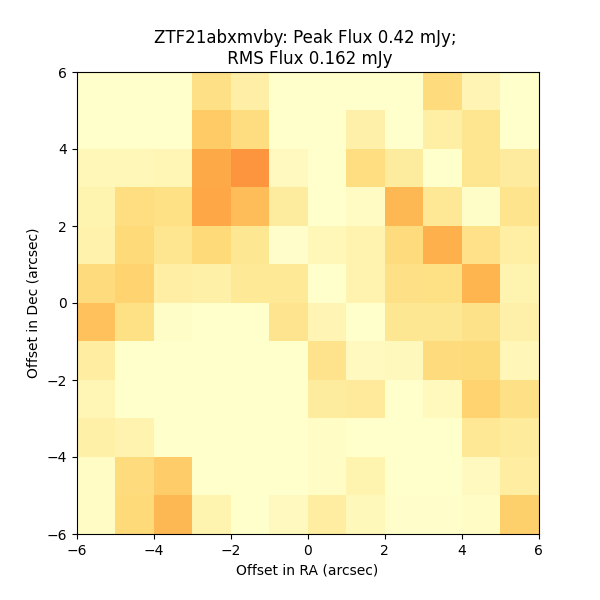 ZTF21abxmvby: Peak Flux 0.42 mJy;
RMS Flux 0.162 mJy
6
4
2
0
−2
−4
−6
Offset in Dec (arcsec)
−6 −4 −2 0 2 4 6
Offset in RA (arcsec)